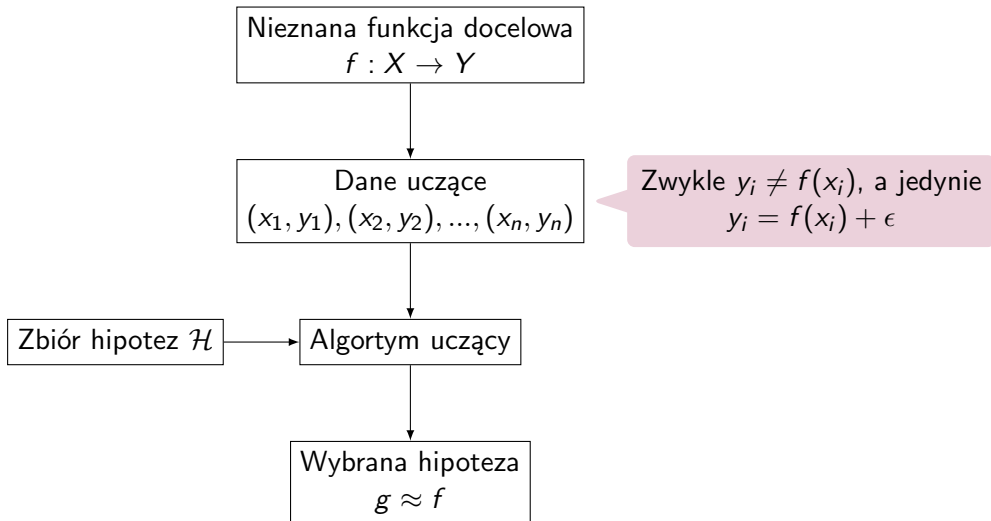 Nieznana funkcja docelowa
f : X → Y
Dane uczące
(x₁, y₁), (x₂, y₂), ..., (xₙ, yₙ)
Zwykle yᵢ ≠ f(xᵢ), a jedynie
yᵢ = f(xᵢ) + ϵ
Zbiór hipotez ℋ
Algortym uczący
Wybrana hipoteza
g ≈ f